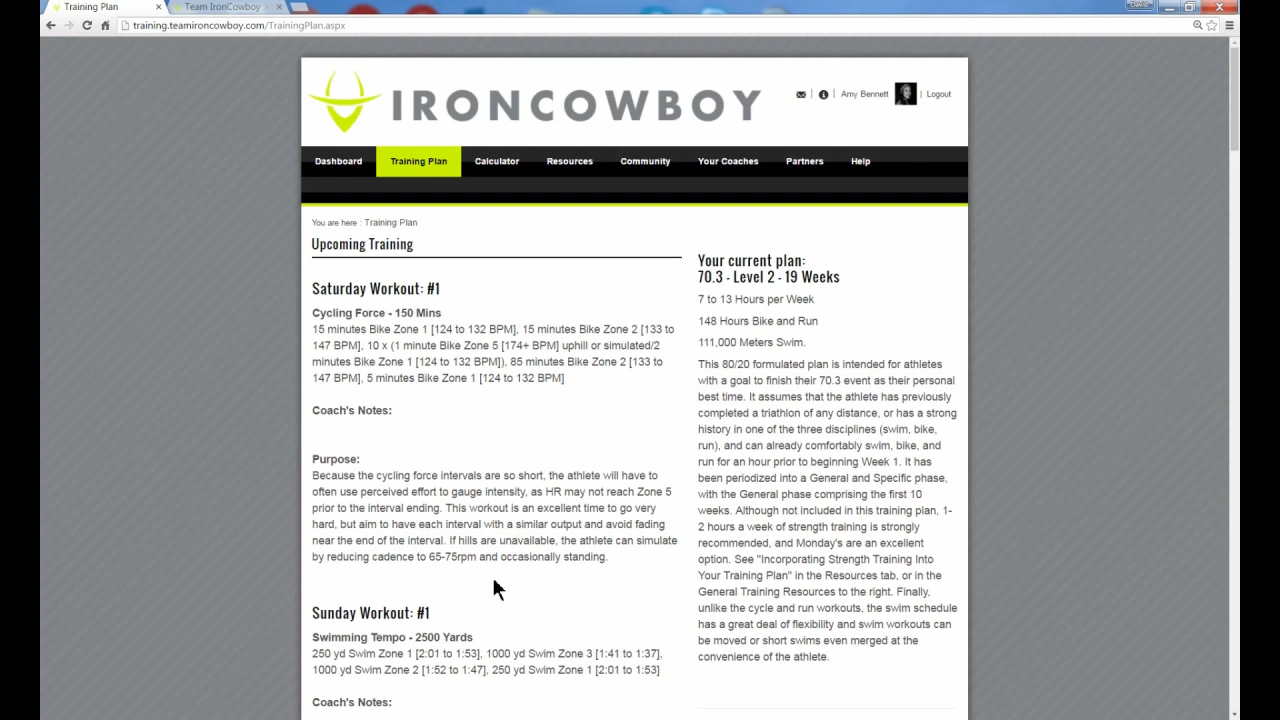 Training Plan
Team IronCowboy
David
training.teamironcowboy.com/TrainingPlan.aspx
IRONCOWBOY
Amy Bennett
Logout
Dashboard
Training Plan
Calculator
Resources
Community
Your Coaches
Partners
Help
You are here : Training Plan
Upcoming Training
Saturday Workout: #1
Cycling Force - 150 Mins
15 minutes Bike Zone 1 [124 to 132 BPM], 15 minutes Bike Zone 2 [133 to
147 BPM], 10 x (1 minute Bike Zone 5 [174+ BPM] uphill or simulated/2
minutes Bike Zone 1 [124 to 132 BPM]), 85 minutes Bike Zone 2 [133 to
147 BPM], 5 minutes Bike Zone 1 [124 to 132 BPM]
Coach's Notes:
Purpose:
Because the cycling force intervals are so short, the athlete will have to
often use perceived effort to gauge intensity, as HR may not reach Zone 5
prior to the interval ending. This workout is an excellent time to go very
hard, but aim to have each interval with a similar output and avoid fading
near the end of the interval. If hills are unavailable, the athlete can simulate
by reducing cadence to 65-75rpm and occasionally standing.
Sunday Workout: #1
Swimming Tempo - 2500 Yards
250 yd Swim Zone 1 [2:01 to 1:53], 1000 yd Swim Zone 3 [1:41 to 1:37],
1000 yd Swim Zone 2 [1:52 to 1:47], 250 yd Swim Zone 1 [2:01 to 1:53]
Coach's Notes:
Your current plan:
70.3 - Level 2 - 19 Weeks
7 to 13 Hours per Week
148 Hours Bike and Run
111,000 Meters Swim.
This 80/20 formulated plan is intended for athletes
with a goal to finish their 70.3 event as their personal
best time. It assumes that the athlete has previously
completed a triathlon of any distance, or has a strong
history in one of the three disciplines (swim, bike,
run), and can already comfortably swim, bike, and
run for an hour prior to beginning Week 1. It has
been periodized into a General and Specific phase,
with the General phase comprising the first 10
weeks. Although not included in this training plan, 1-
2 hours a week of strength training is strongly
recommended, and Monday's are an excellent
option. See "Incorporating Strength Training Into
Your Training Plan" in the Resources tab, or in the
General Training Resources to the right. Finally,
unlike the cycle and run workouts, the swim schedule
has a great deal of flexibility and swim workouts can
be moved or short swims even merged at the
convenience of the athlete.